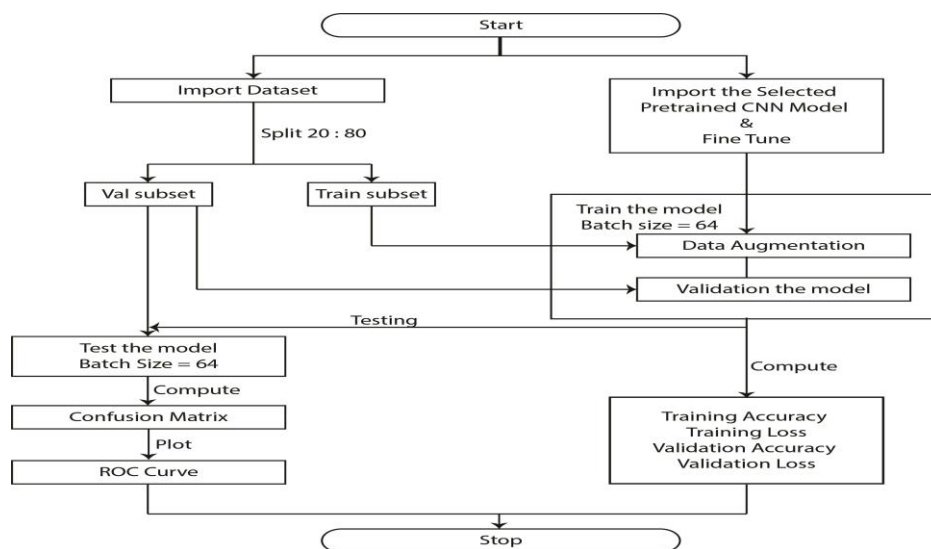 Start
Import Dataset
Import the Selected
Pretrained CNN Model
&
Fine Tune
Split 20 : 80
Val subset
Train subset
Train the model
Batch size = 64
Data Augmentation
Validation the model
Testing
Test the model
Batch Size = 64
Compute
Compute
Confusion Matrix
Training Accuracy
Training Loss
Validation Accuracy
Validation Loss
Plot
ROC Curve
Stop